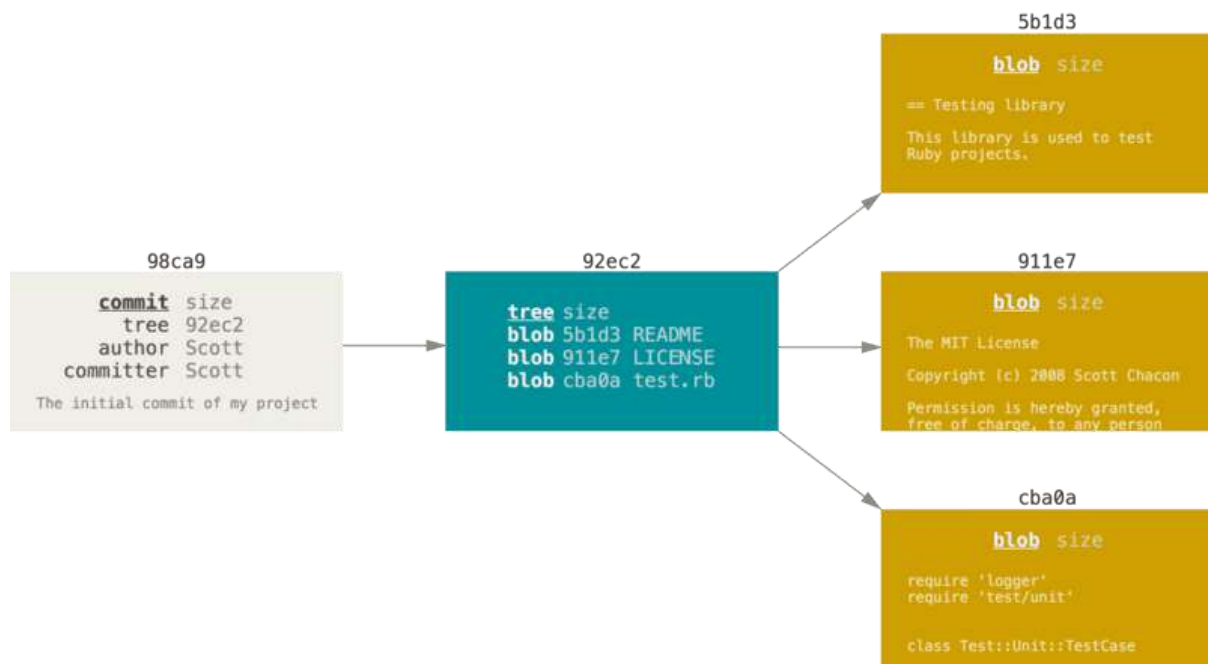 98ca9
commit size
tree 92ec2
author Scott
committer Scott
The initial commit of my project
92ec2
tree size
blob 5b1d3 README
blob 911e7 LICENSE
blob cba0a test.rb
5b1d3
blob size
== Testing library
This library is used to test
Ruby projects.
911e7
blob size
The MIT License
Copyright (c) 2008 Scott Chacon
Permission is hereby granted,
free of charge, to any person
cba0a
blob size
require 'logger'
require 'test/unit'
class Test::Unit::TestCase